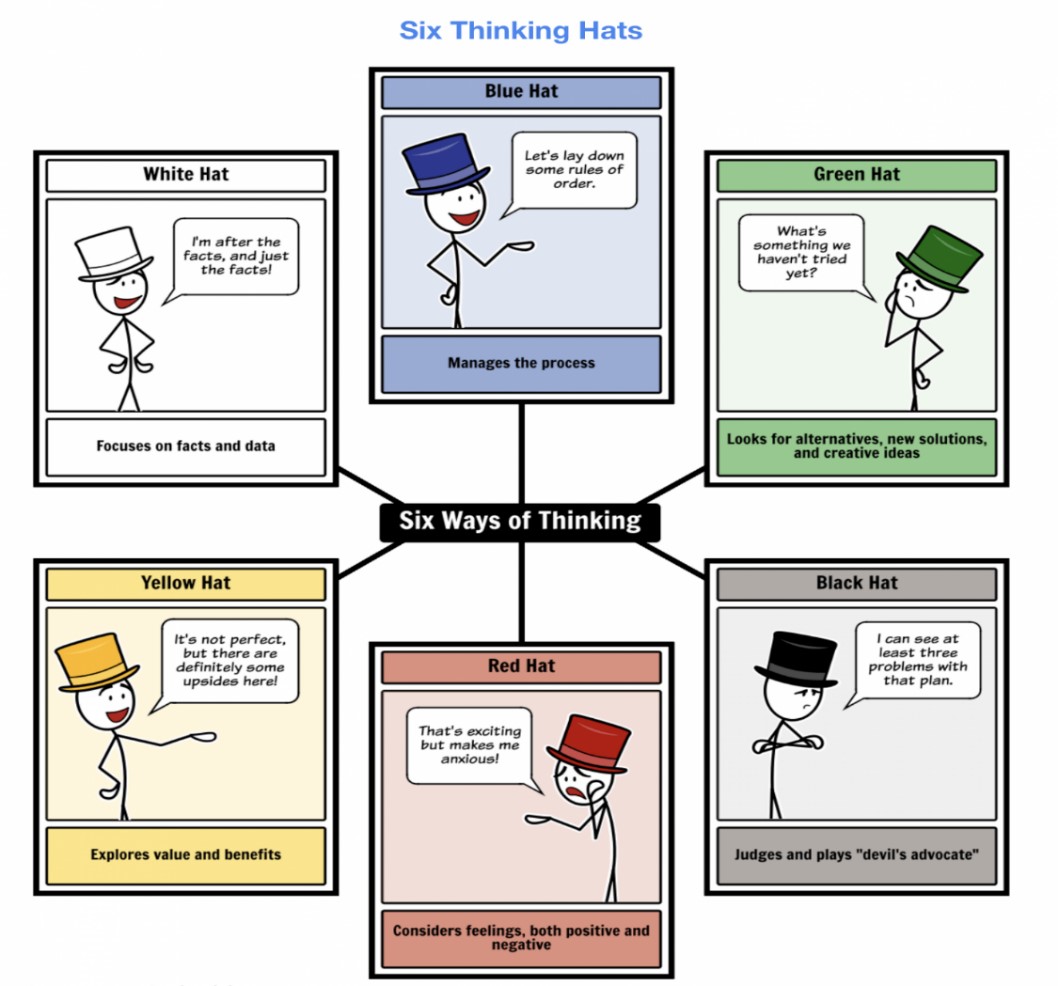 Six Thinking Hats
Blue Hat
Let's lay down
some rules of
order.
Manages the process
White Hat
I'm after the
facts, and just
the facts!
Focuses on facts and data
Green Hat
What's
something we
haven't tried
yet?
Looks for alternatives, new solutions,
and creative ideas
Six Ways of Thinking
Yellow Hat
It's not perfect,
but there are
definitely some
upsides here!
Explores value and benefits
Red Hat
That's exciting
but makes me
anxious!
Considers feelings, both positive and
negative
Black Hat
I can see at
least three
problems with
that plan.
Judges and plays "devil's advocate"